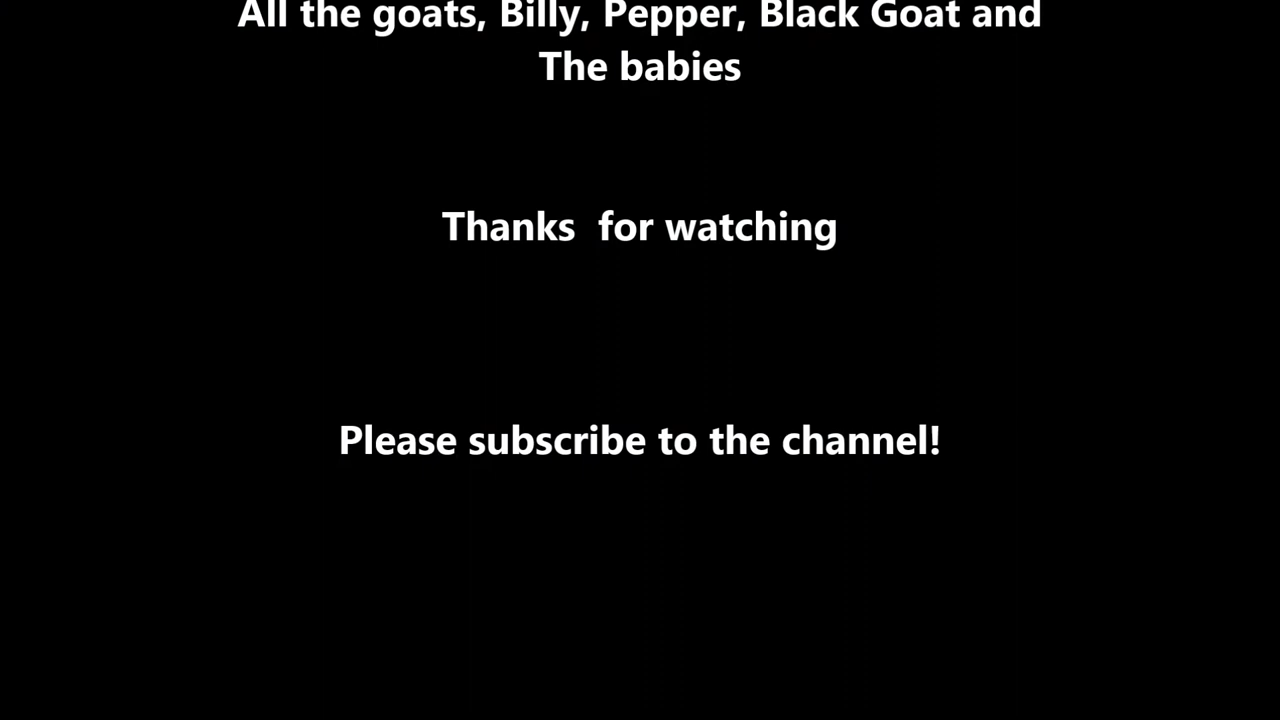 All the goats, Billy, Pepper, Black Goat and
The babies
Thanks  for watching
Please subscribe to the channel!